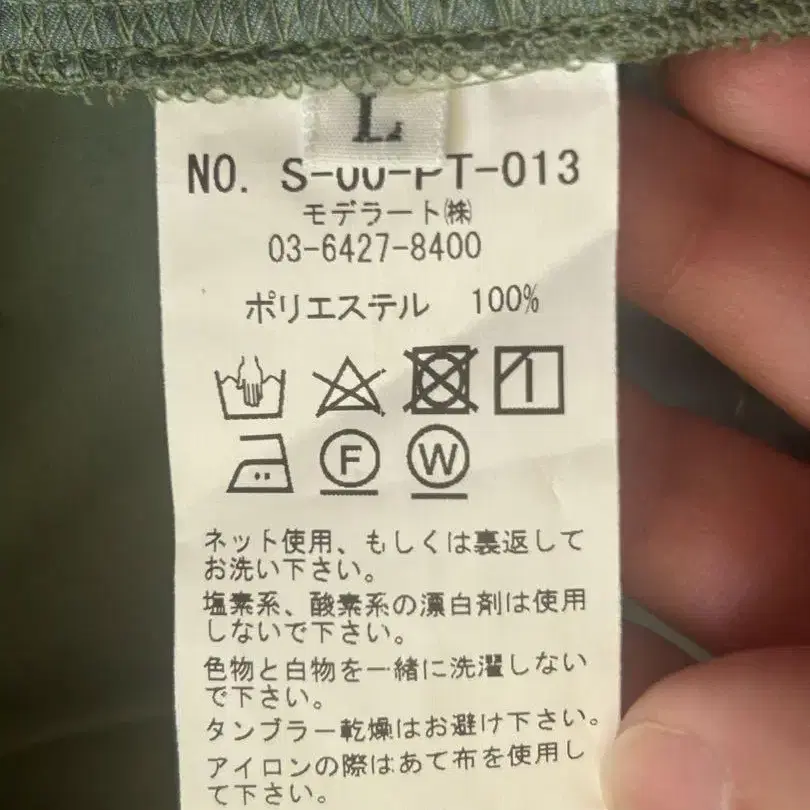 L
NO. S-00-PT-013
モデラート㈱
03-6427-8400
ポリエステル 100%
F W
ネット使用、もしくは裏返して
お洗い下さい。
塩素系、酸素系の漂白剤は使用
しないで下さい。
色物と白物を一緒に洗濯しない
で下さい。
タンブラー乾燥はお避け下さい。
アイロンの際はあて布を使用し
て下さい。